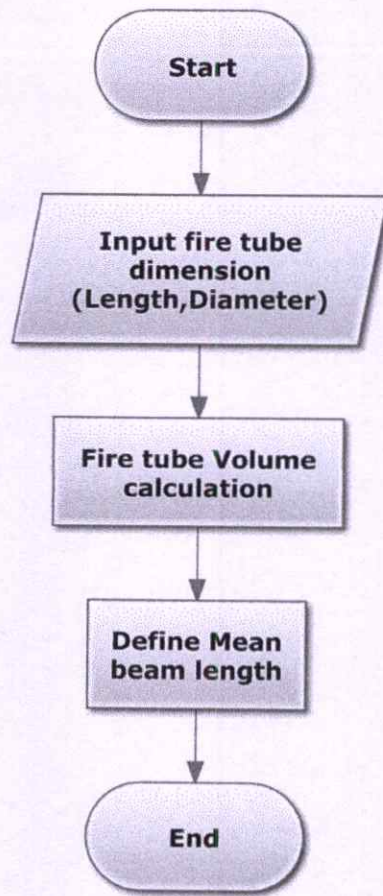 Start
Input fire tube
dimension
(Length,Diameter)
Fire tube Volume
calculation
Define Mean
beam length
End